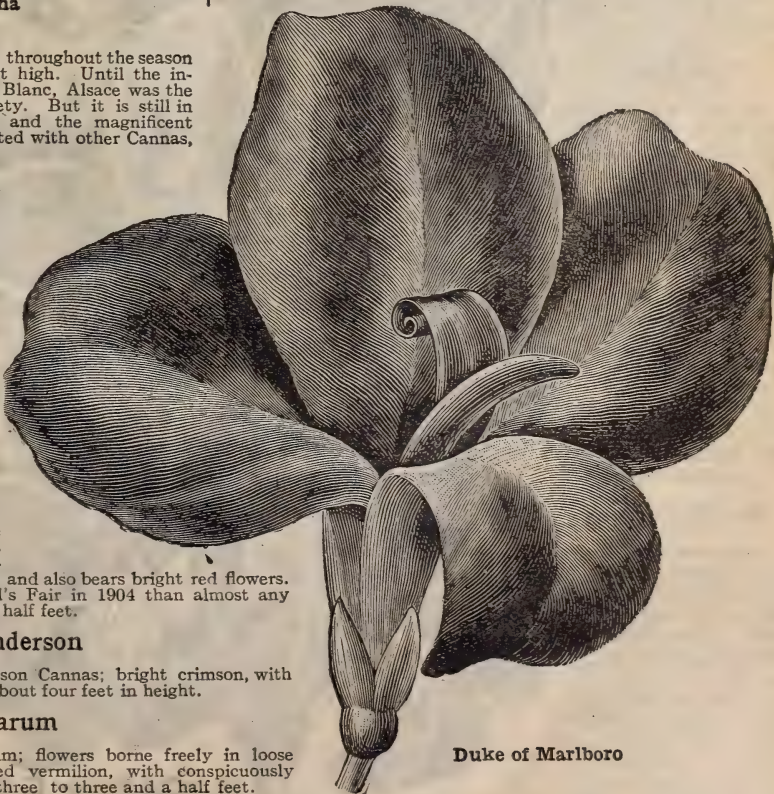 na
throughout the season
t high. Until the in-
Blanc, Alsace was the
ety. But it is still in
and the magnificent
ted with other Cannas,
and also bears bright red flowers.
l's Fair in 1904 than almost any
half feet.
nderson
son Cannas; bright crimson, with
bout four feet in height.
arum
m; flowers borne freely in loose
ed vermilion, with conspicuously
three to three and a half feet.
Duke of Marlboro